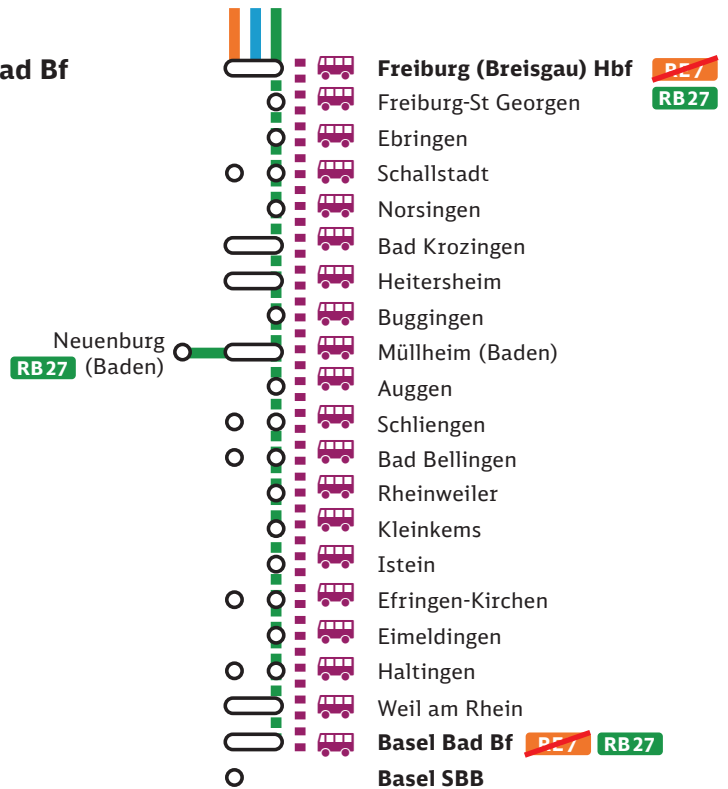 ad Bf
Freiburg (Breisgau) Hbf RE7
Freiburg-St Georgen RB27
Ebringen
Schallstadt
Norsingen
Bad Krozingen
Heitersheim
Buggingen
Neuenburg
RB27 (Baden)
Müllheim (Baden)
Auggen
Schliengen
Bad Bellingen
Rheinweiler
Kleinkems
Istein
Efringen-Kirchen
Eimeldingen
Haltingen
Weil am Rhein
Basel Bad Bf RE7 RB27
Basel SBB